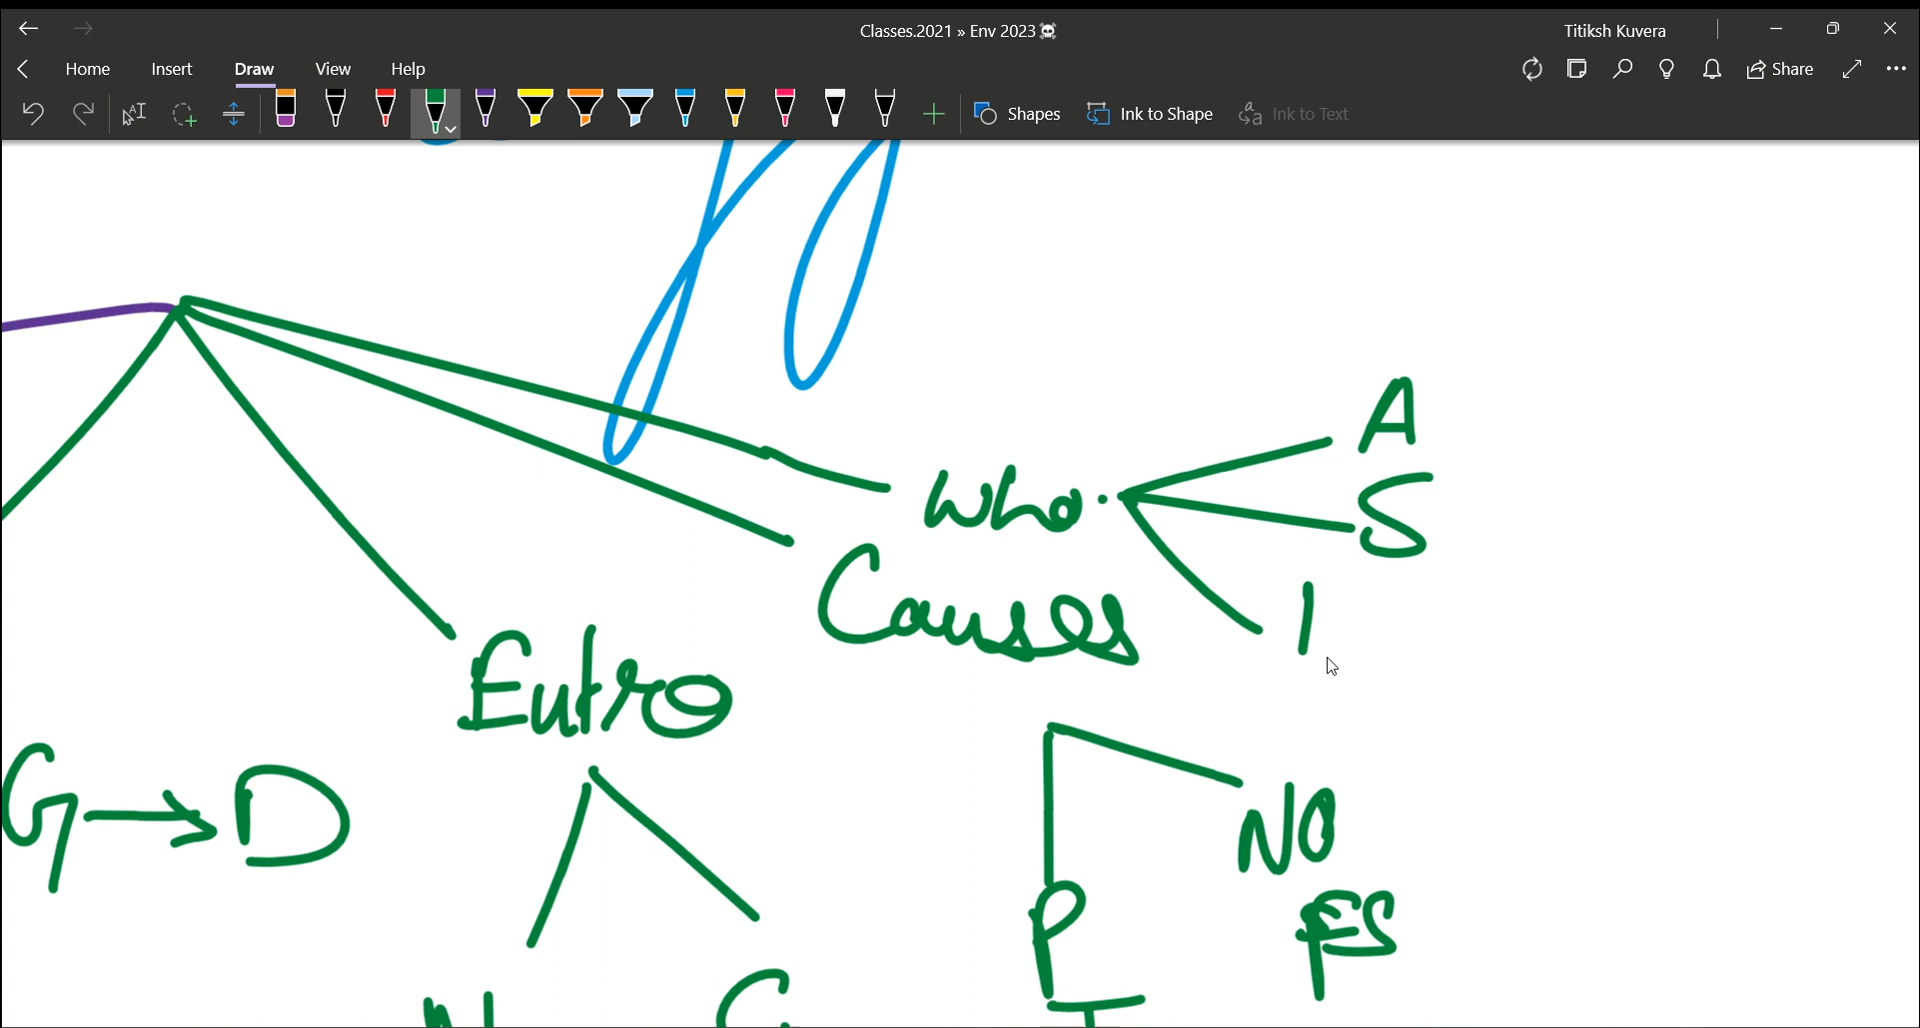 Classes.2021 » Env 2023☠
Titiksh Kuvera
Home Insert Draw View Help
Share
Shapes
Ink to Shape
Ink to Text
Who.
A
S
I
Causes
Eutro
G → D
NO
P